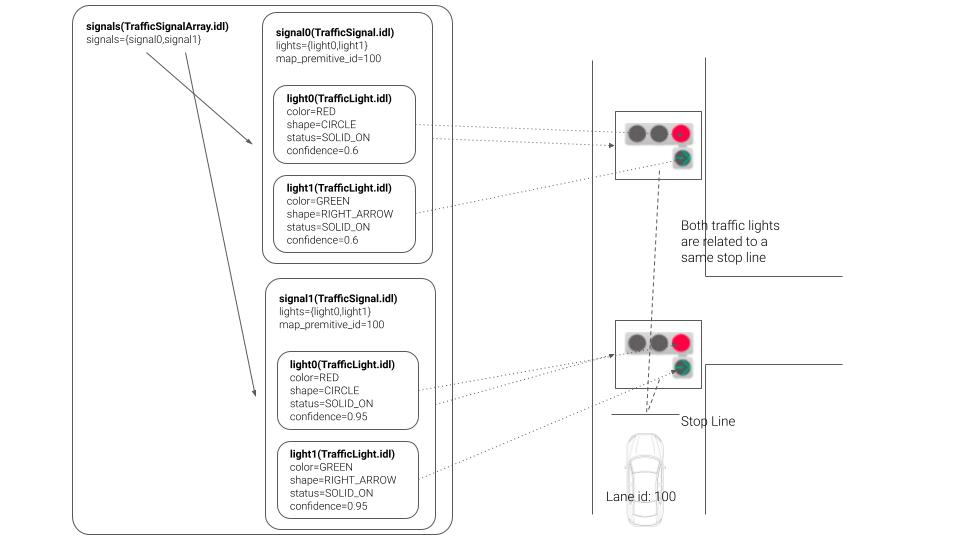 signals(TrafficSignalArray.idl)
signals={signal0,signal1}
signal0(TrafficSignal.idl)
lights={light0,light1}
map_premitive_id=100
light0(TrafficLight.idl)
color=RED
shape=CIRCLE
status=SOLID_ON
confidence=0.6
light1(TrafficLight.idl)
color=GREEN
shape=RIGHT_ARROW
status=SOLID_ON
confidence=0.6
signal1(TrafficSignal.idl)
lights={light0,light1}
map_premitive_id=100
light0(TrafficLight.idl)
color=RED
shape=CIRCLE
status=SOLID_ON
confidence=0.95
light1(TrafficLight.idl)
color=GREEN
shape=RIGHT_ARROW
status=SOLID_ON
confidence=0.95
Both traffic lights
are related to a
same stop line
Stop Line
Lane id: 100